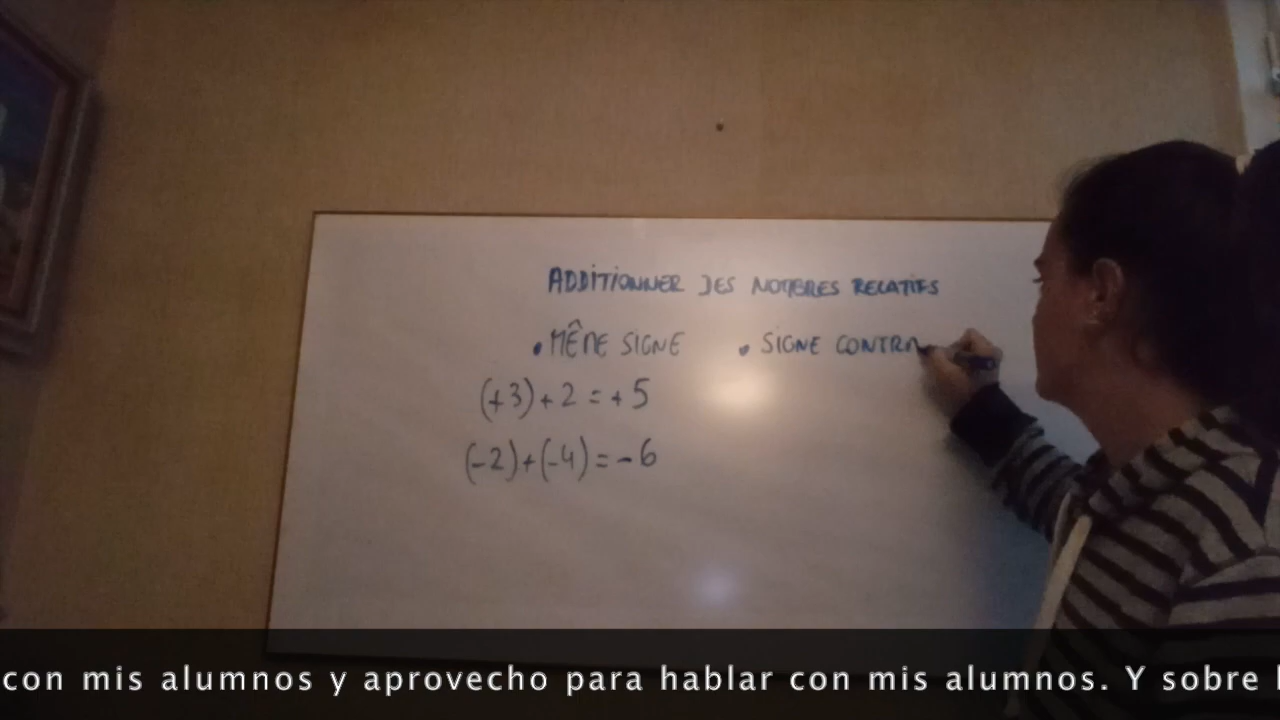 ADDITIONNER DES NOMBRES RELATIFS
• MÊME SIGNE • SIGNE CONTRA
(+3)+2=+5
(-2)+(-4)=-6
con mis alumnos y aprovecho para hablar con mis alumnos. Y sobre